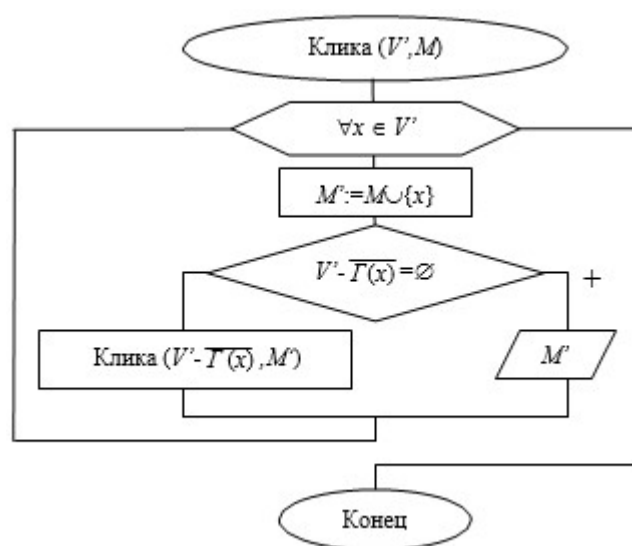 Клика (V',M)
∀x ∈ V'
M':=M∪{x}
V'-Γ̅(̅x̅)̅=∅
+
Клика (V'-Γ̅(̅x̅)̅,M')
M'
Конец